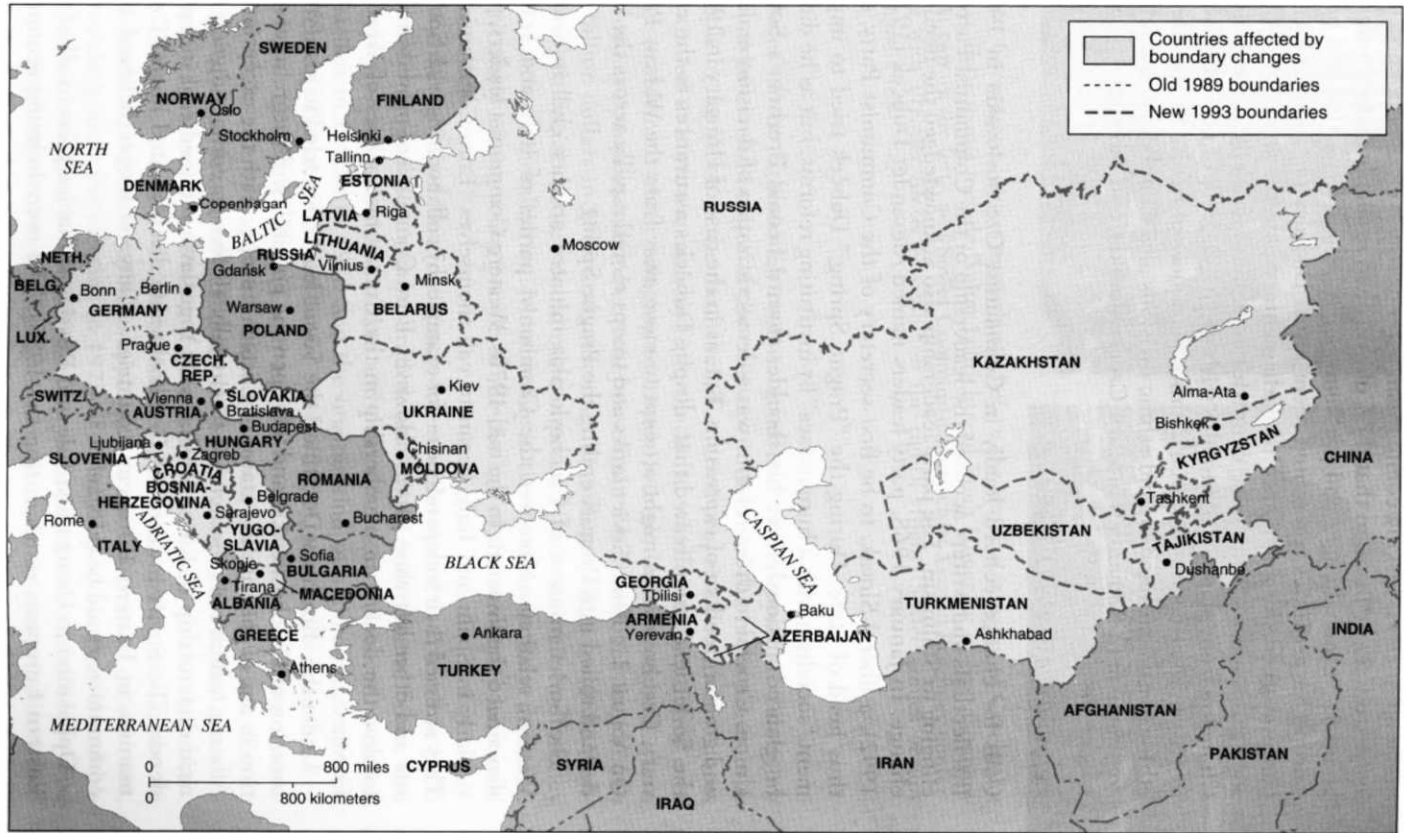 Countries affected by
boundary changes
Old 1989 boundaries
New 1993 boundaries
SWEDEN
NORWAY
Oslo
FINLAND
Stockholm
Helsinki
Tallinn
NORTH
SEA
ESTONIA
DENMARK
Copenhagan
BALTIC SEA
LATVIA
Riga
RUSSIA
Moscow
LITHUANIA
Vilnius
NETH.
RUSSIA
Gdańsk
Minsk
BELG.
Bonn
Berlin
BELARUS
GERMANY
Warsaw
POLAND
LUX.
Prague
CZECH.
REP.
KAZAKHSTAN
Kiev
UKRAINE
SWITZ.
Vienna
AUSTRIA
SLOVAKIA
Bratislava
Alma-Ata
Budapest
HUNGARY
Bishkek
KYRGYZSTAN
Ljubijana
SLOVENIA
Zagreb
CROATIA
Chisinan
MOLDOVA
CHINA
BOSNIA-
HERZEGOVINA
ROMANIA
Belgrade
Tashkent
Serajevo
Rome
ITALY
ADRIATIC SEA
YUGO-
SLAVIA
Bucharest
UZBEKISTAN
TAJIKISTAN
Sofia
BULGARIA
BLACK SEA
CASPIAN SEA
Dushanbe
Skopje
Tirana
ALBANIA
MACEDONIA
GEORGIA
Tbilisi
TURKMENISTAN
Baku
ARMENIA
Yerevan
AZERBAIJAN
Ashkhabad
INDIA
GREECE
Ankara
TURKEY
Athens
MEDITERRANEAN SEA
AFGHANISTAN
PAKISTAN
CYPRUS
SYRIA
IRAN
IRAQ
0 800 miles
0 800 kilometers